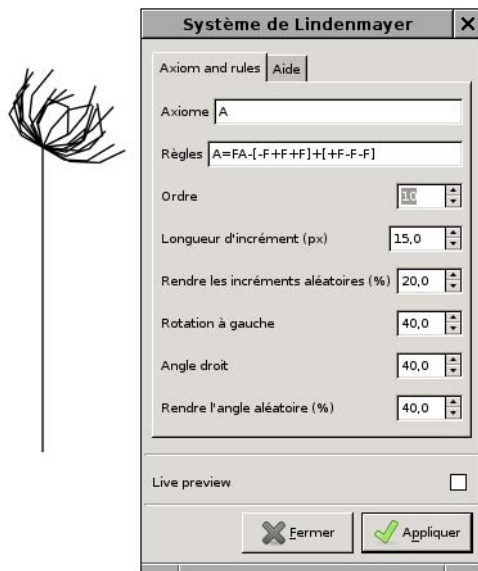 Système de Lindenmayer
Axiom and rules Aide
Axiome A
Règles A=FA-[-F+F+F]+[+F-F-F]
Ordre 10
Longueur d'incrément (px) 15,0
Rendre les incréments aléatoires (%) 20,0
Rotation à gauche 40,0
Angle droit 40,0
Rendre l'angle aléatoire (%) 40,0
Live preview
Fermer Appliquer